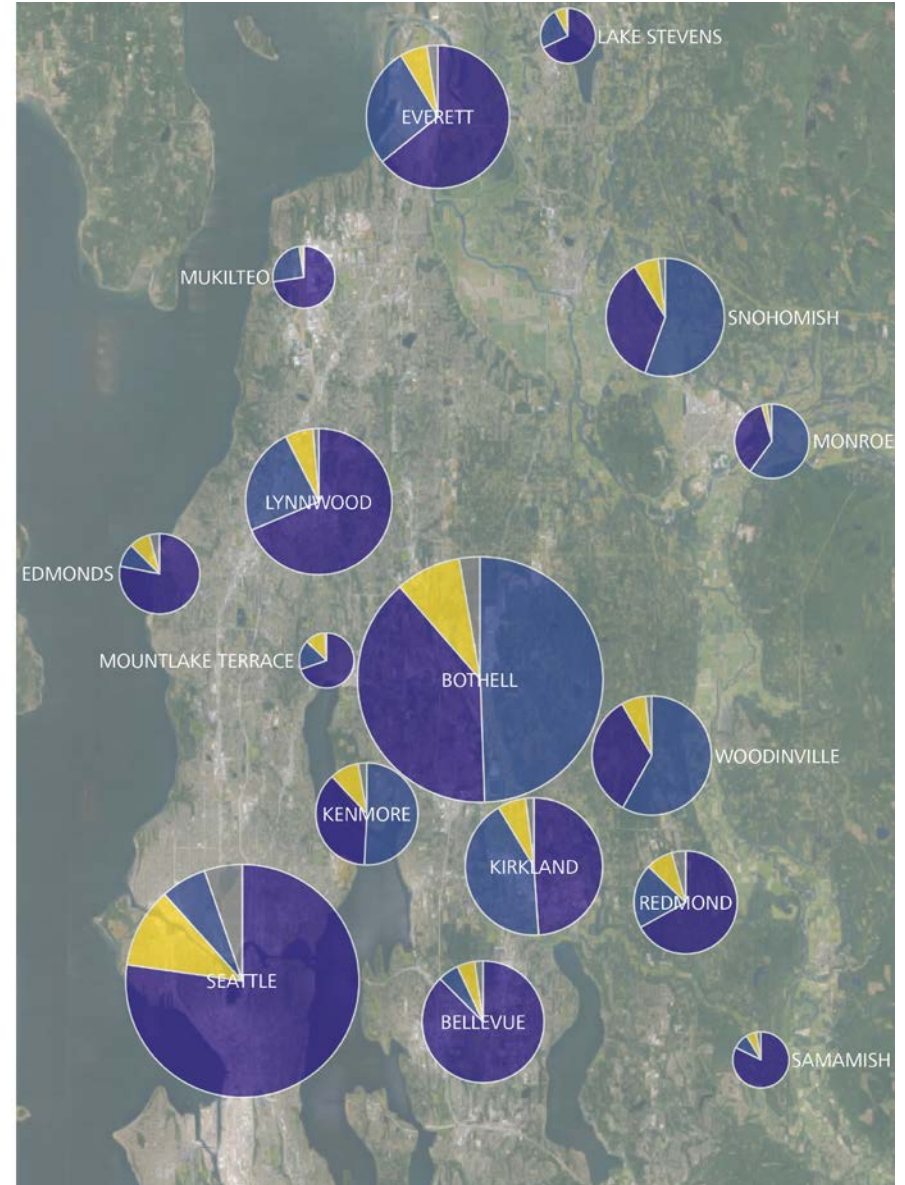 LAKE STEVENS
EVERETT
MUKILTEO
SNOHOMISH
MONROE
LYNNWOOD
EDMONDS
MOUNTLAKE TERRACE
BOTHELL
WOODINVILLE
KENMORE
KIRKLAND
REDMOND
SEATTLE
BELLEVUE
SAMAMISH